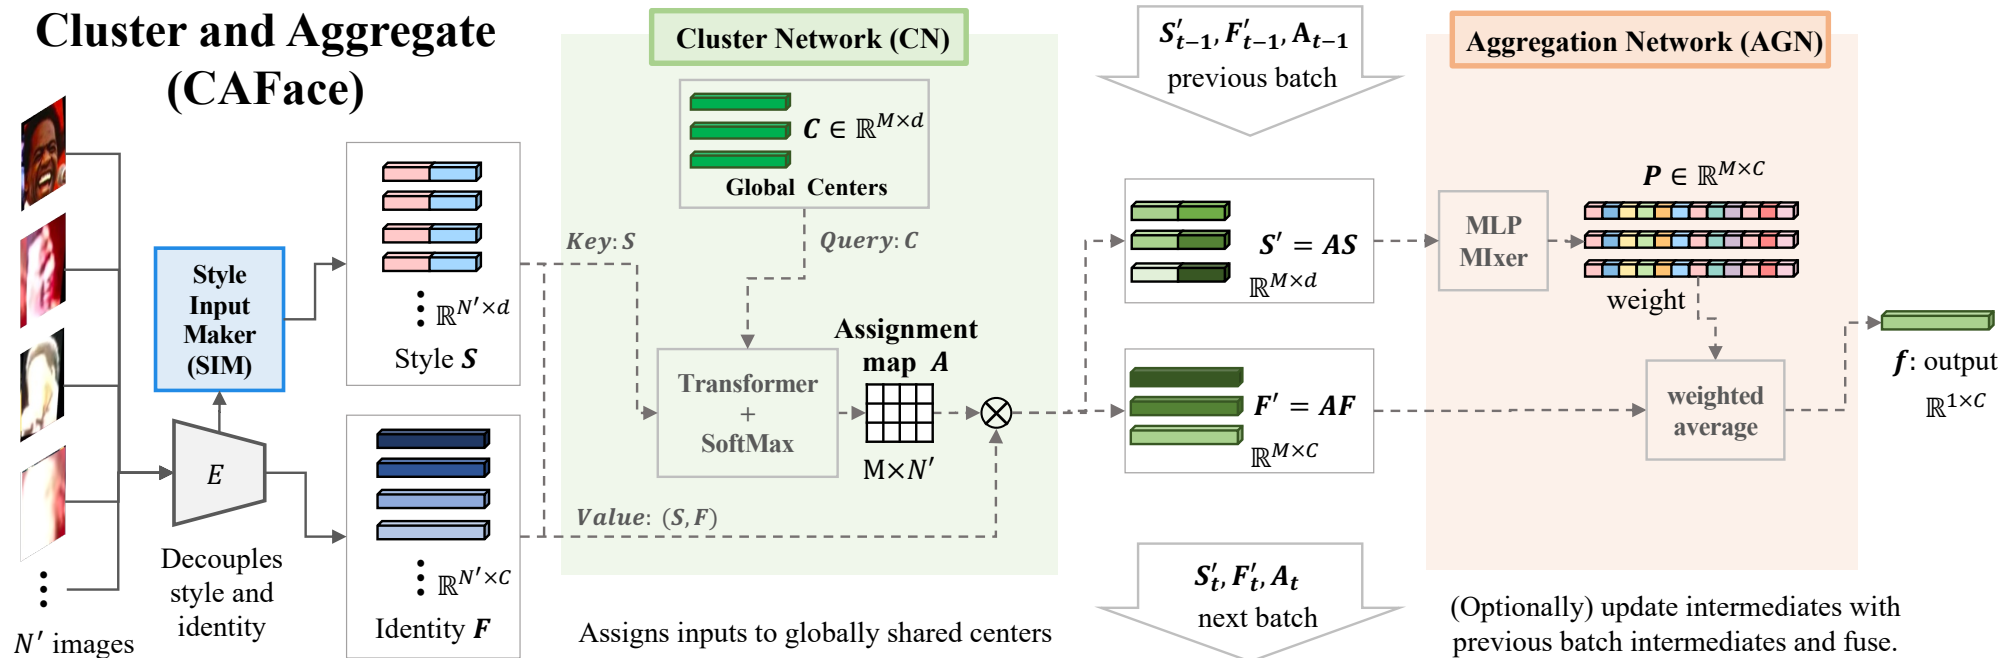 Cluster and Aggregate
(CAFace)
N′ images
E
Decouples
style and
identity
Style
Input
Maker
(SIM)
ℝ^{N′×d}
Style S
ℝ^{N′×C}
Identity F
Cluster Network (CN)
C ∈ ℝ^{M×d}
Global Centers
Key: S
Query: C
Transformer
+
SoftMax
Assignment
map A
M×N′
Value: (S, F)
Assigns inputs to globally shared centers
S′_{t−1}, F′_{t−1}, A_{t−1}
previous batch
S′ = AS
ℝ^{M×d}
F′ = AF
ℝ^{M×C}
S′_t, F′_t, A_t
next batch
Aggregation Network (AGN)
MLP
MIxer
P ∈ ℝ^{M×C}
weight
weighted
average
f: output
ℝ^{1×C}
(Optionally) update intermediates with
previous batch intermediates and fuse.